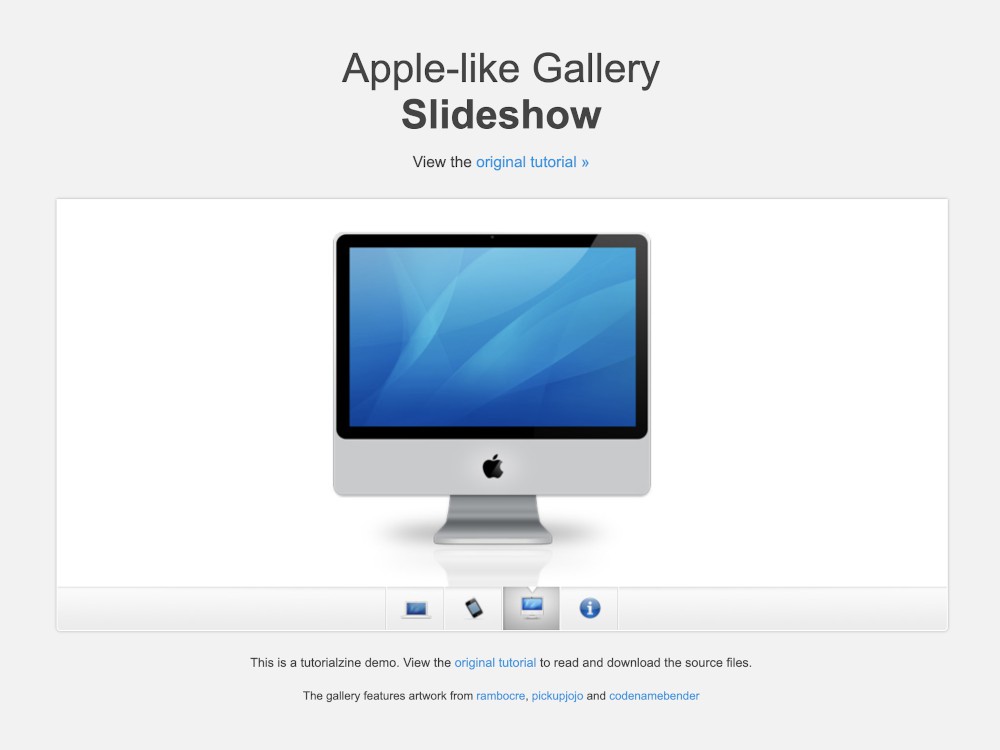 Apple-like Gallery
Slideshow
View the original tutorial »
This is a tutorialzine demo. View the original tutorial to read and download the source files.
The gallery features artwork from rambocre, pickupjojo and codenamebender